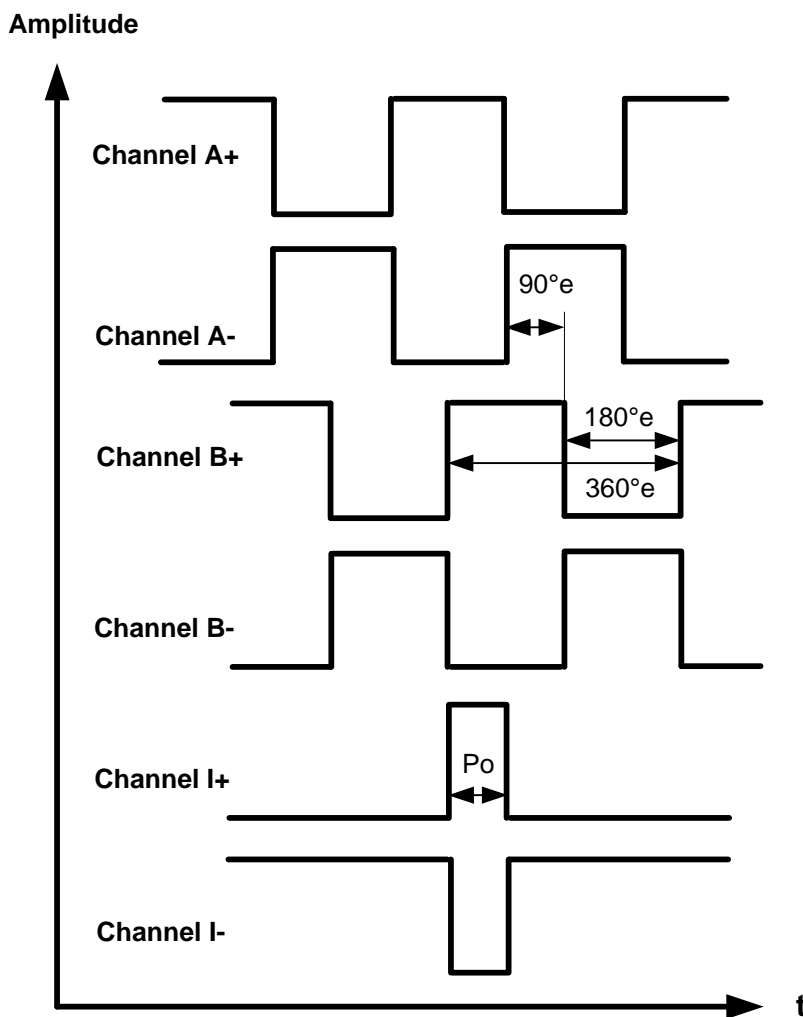 Amplitude
Channel A+
90°e
Channel A-
180°e
Channel B+
360°e
Channel B-
Po
Channel I+
Channel I-
t